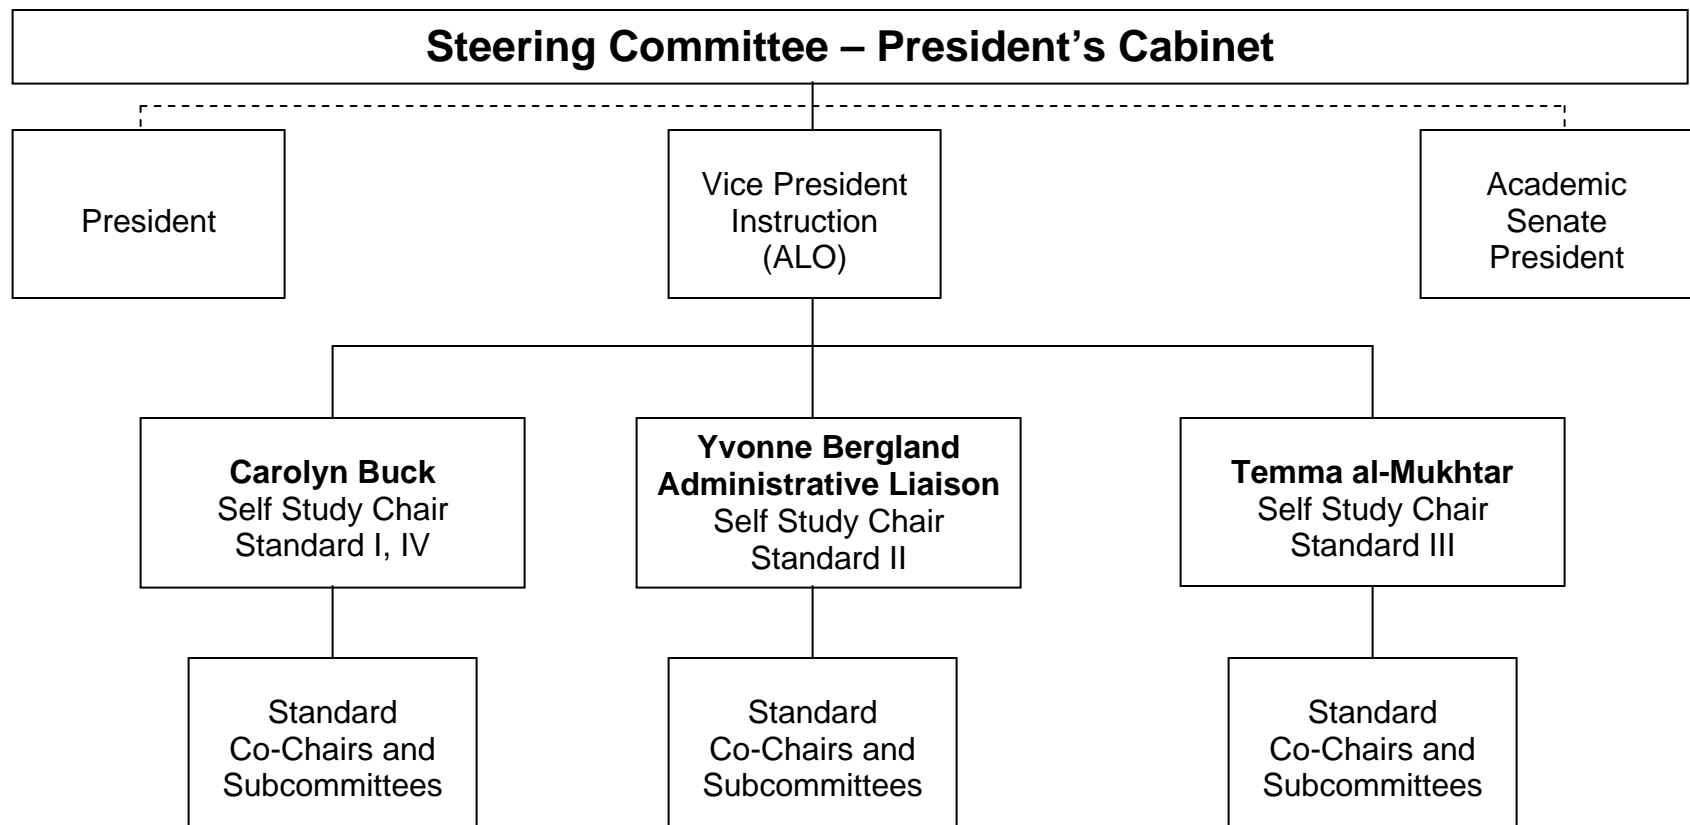 Steering Committee – President’s Cabinet
President
Vice President
Instruction
(ALO)
Academic
Senate
President
Carolyn Buck
Self Study Chair
Standard I, IV
Yvonne Bergland
Administrative Liaison
Self Study Chair
Standard II
Temma al-Mukhtar
Self Study Chair
Standard III
Standard
Co-Chairs and
Subcommittees
Standard
Co-Chairs and
Subcommittees
Standard
Co-Chairs and
Subcommittees